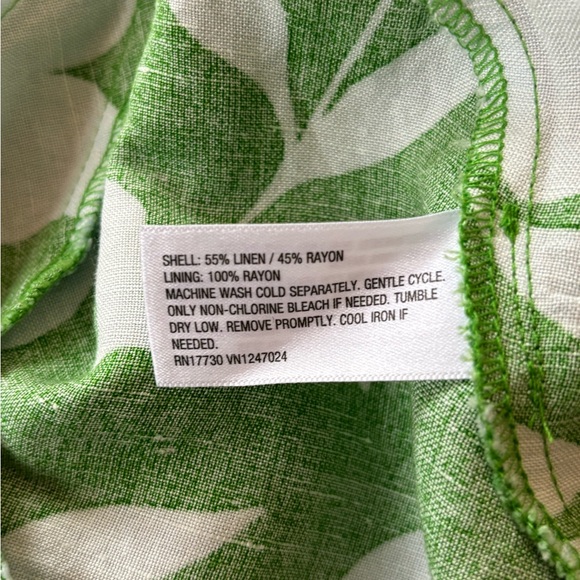 SHELL: 55% LINEN / 45% RAYON
LINING: 100% RAYON
MACHINE WASH COLD SEPARATELY. GENTLE CYCLE.
ONLY NON-CHLORINE BLEACH IF NEEDED. TUMBLE
DRY LOW. REMOVE PROMPTLY. COOL IRON IF
NEEDED.
RN17730 VN1247024